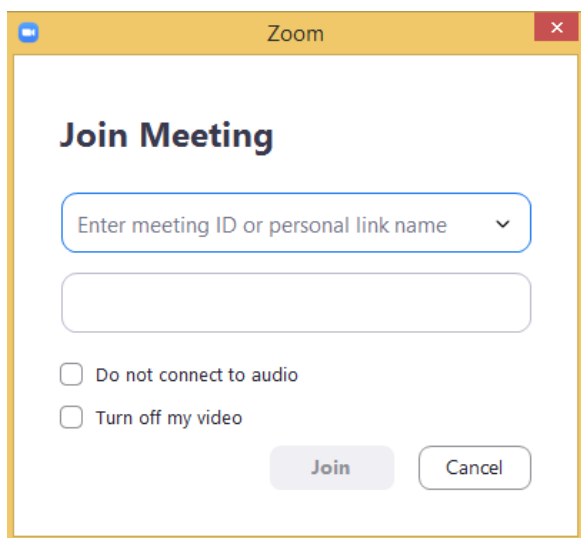 Zoom
Join Meeting
Enter meeting ID or personal link name
Do not connect to audio
Turn off my video
Join
Cancel